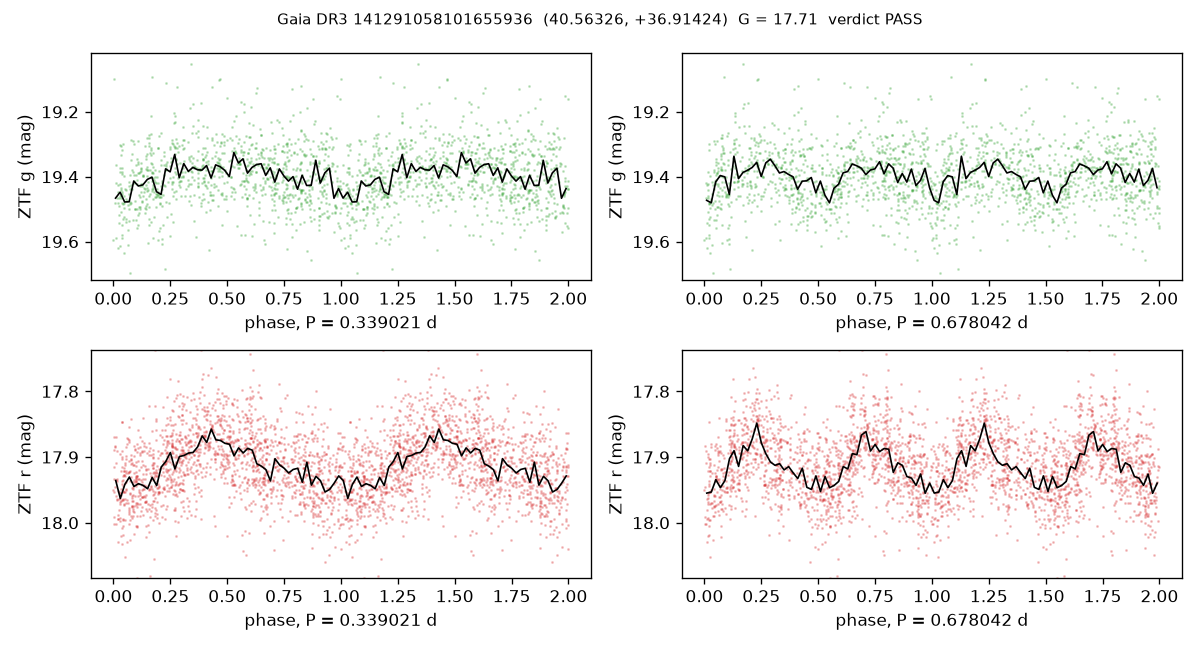 Gaia DR3 141291058101655936 (40.56326, +36.91424) G = 17.71 verdict PASS
ZTF g (mag)
19.2
19.4
19.6
0.00 0.25 0.50 0.75 1.00 1.25 1.50 1.75 2.00
phase, P = 0.339021 d
ZTF g (mag)
19.2
19.4
19.6
0.00 0.25 0.50 0.75 1.00 1.25 1.50 1.75 2.00
phase, P = 0.678042 d
ZTF r (mag)
17.8
17.9
18.0
0.00 0.25 0.50 0.75 1.00 1.25 1.50 1.75 2.00
phase, P = 0.339021 d
ZTF r (mag)
17.8
17.9
18.0
0.00 0.25 0.50 0.75 1.00 1.25 1.50 1.75 2.00
phase, P = 0.678042 d